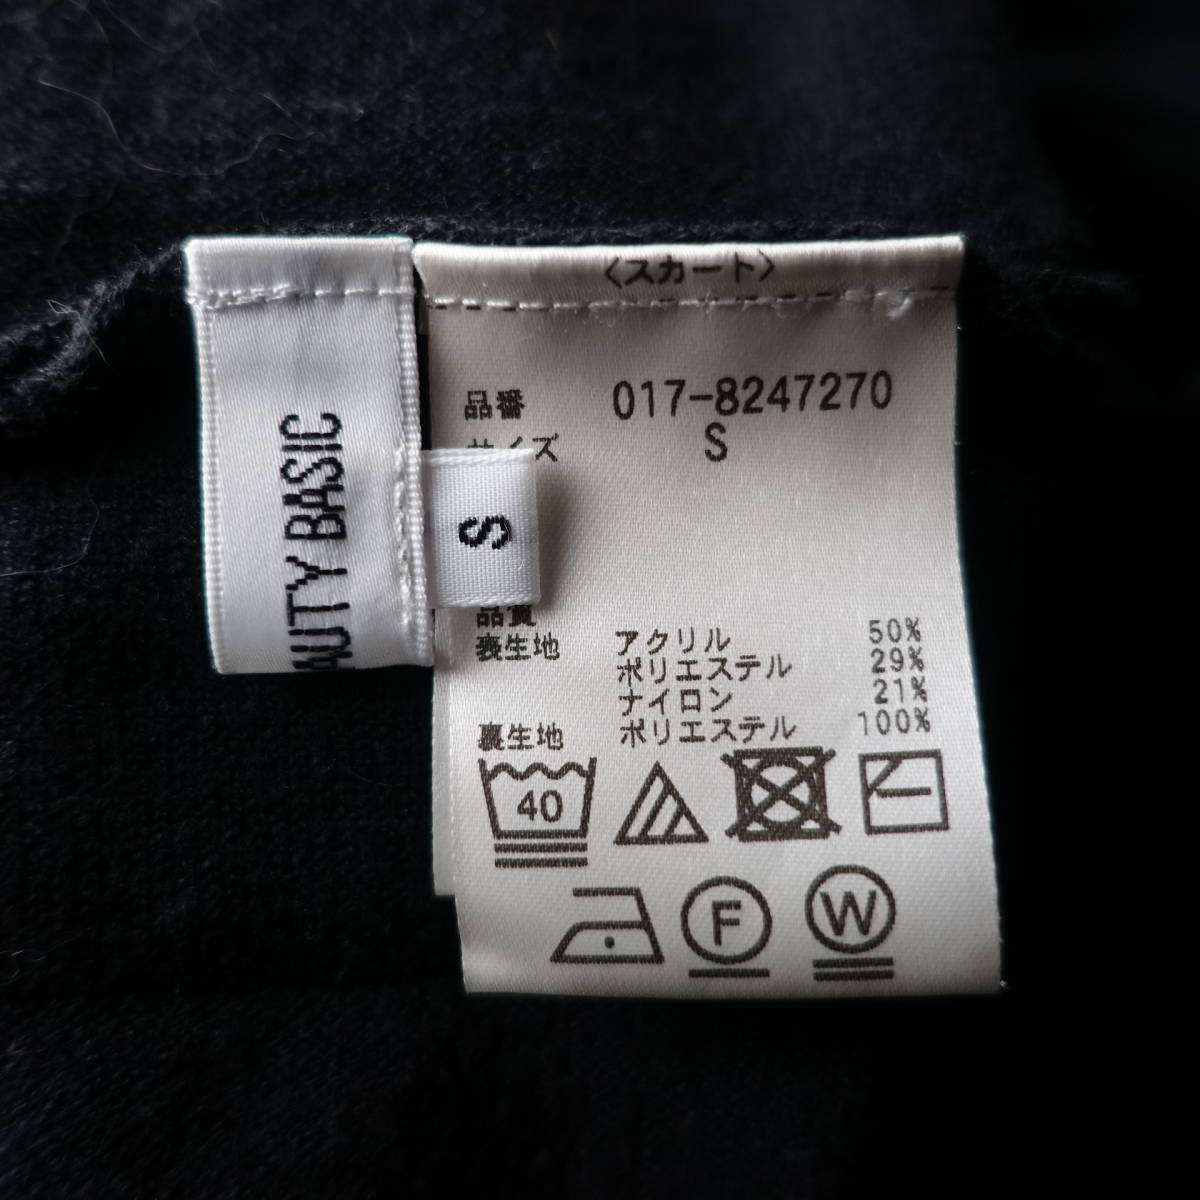 〈スカート〉
品番 017-8247270
サイズ S
AUTY BASIC
S
品質
表生地 アクリル 50%
ポリエステル 29%
ナイロン 21%
裏生地 ポリエステル 100%
40
F W